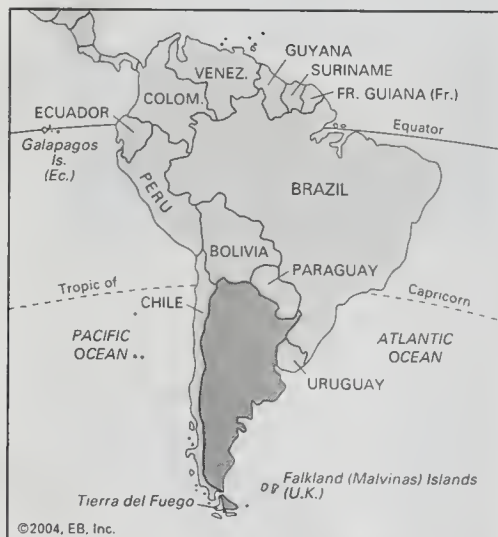 GUYANA
VENEZ.
SURINAME
COLOM.
FR. GUIANA (Fr.)
ECUADOR
Equator
Galapagos
Is.
(Ec.)
PERU
BRAZIL
BOLIVIA
PARAGUAY
Tropic of
Capricorn
CHILE
PACIFIC
OCEAN
ATLANTIC
OCEAN
URUGUAY
Falkland (Malvinas) Islands
(U.K.)
Tierra del Fuego
©2004, EB, Inc.